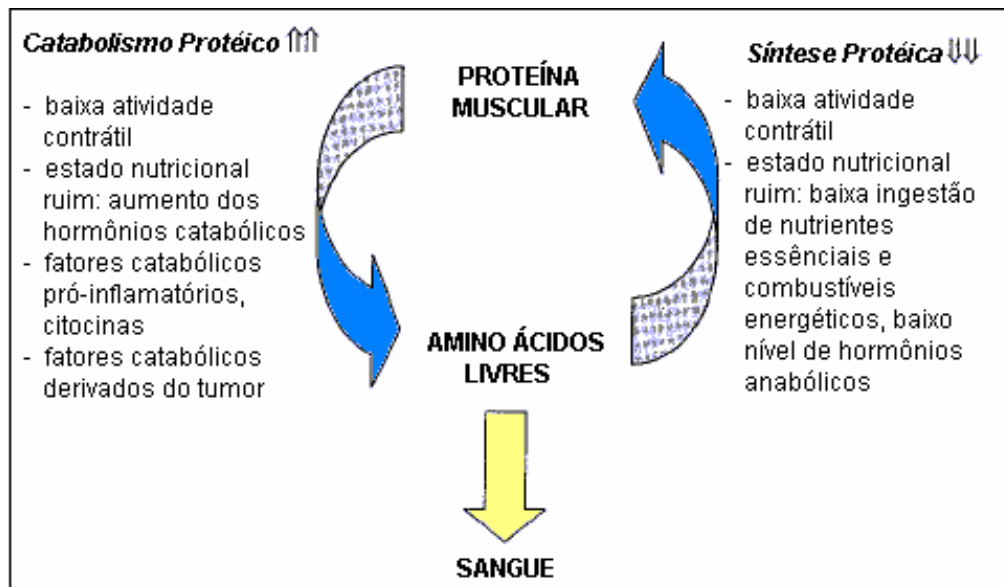 Catabolismo Protéico ⇑⇑
- baixa atividade
contrátil
- estado nutricional
ruim: aumento dos
hormônios catabólicos
- fatores catabólicos
pró-inflamatórios,
citocinas
- fatores catabólicos
derivados do tumor
PROTEÍNA
MUSCULAR
AMINO ÁCIDOS
LIVRES
SANGUE
Síntese Protéica ⇓⇓
- baixa atividade
contrátil
- estado nutricional
ruim: baixa ingestão
de nutrientes
essênciais e
combustíveis
energéticos, baixo
nível de hormônios
anabólicos